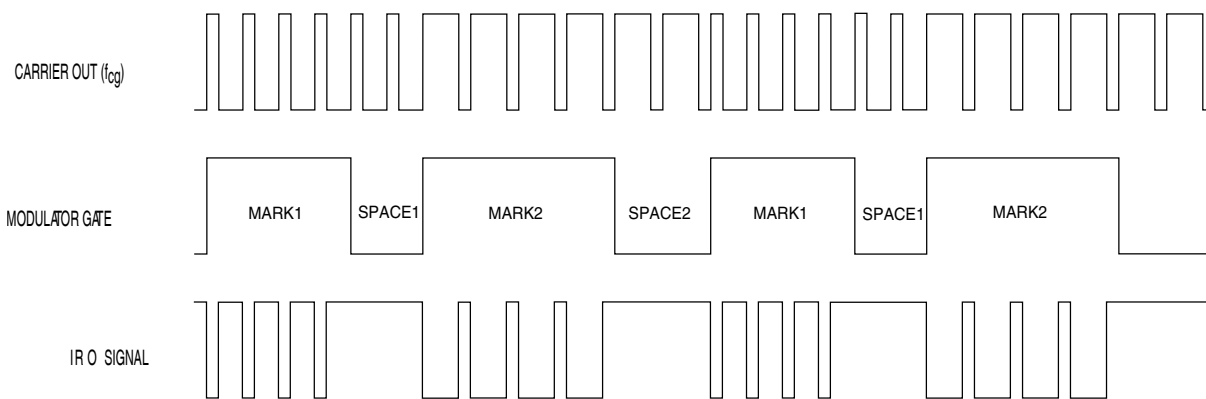 CARRIER OUT (fcg)
MODULATOR GATE
MARK1 SPACE1 MARK2 SPACE2 MARK1 SPACE1 MARK2
IR O SIGNAL